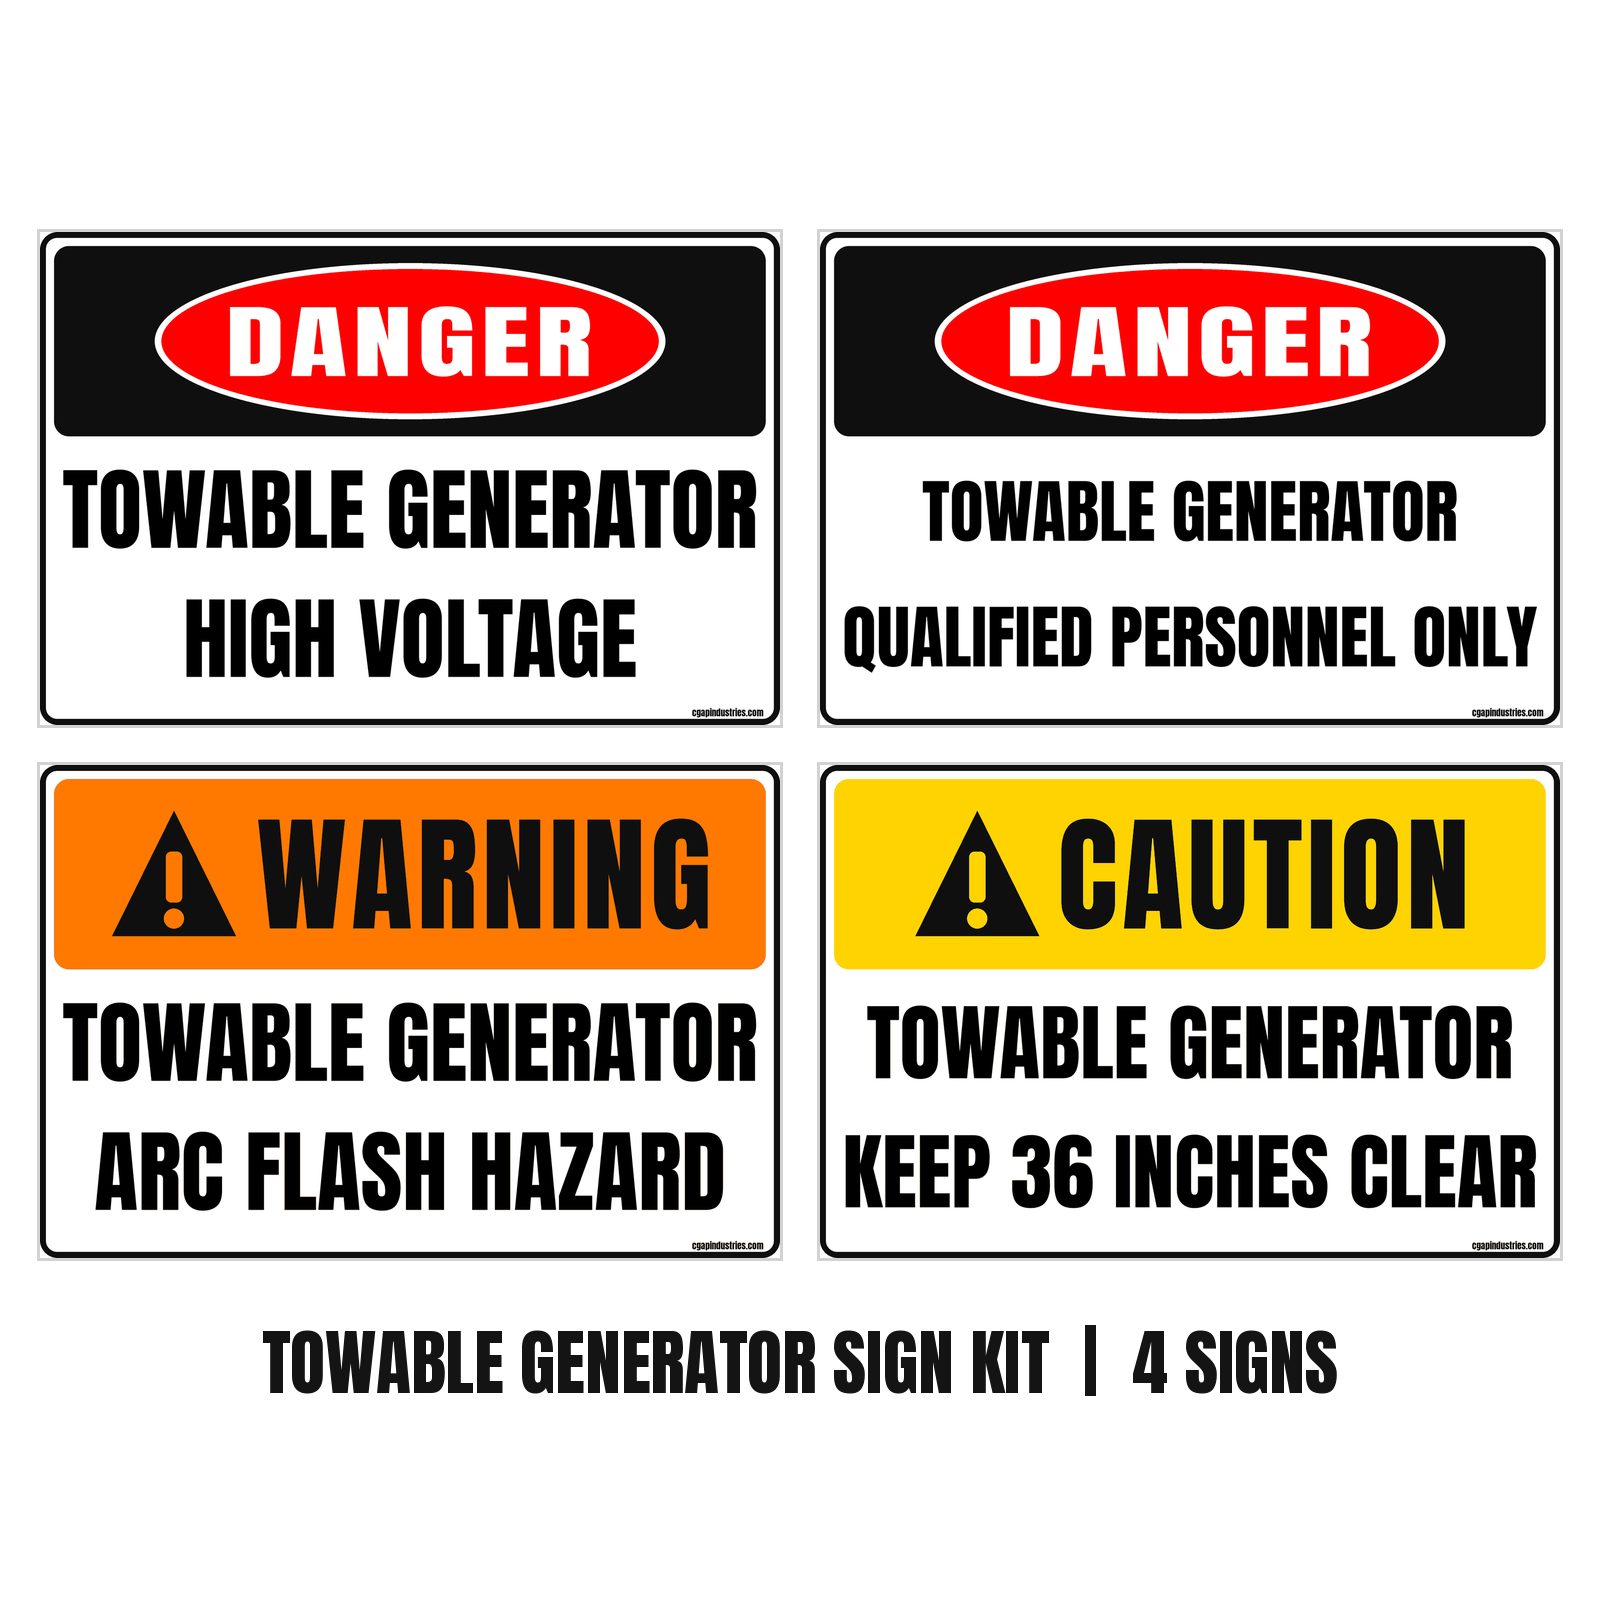 DANGER
TOWABLE GENERATOR
HIGH VOLTAGE
cgapindustries.com
DANGER
TOWABLE GENERATOR
QUALIFIED PERSONNEL ONLY
cgapindustries.com
WARNING
TOWABLE GENERATOR
ARC FLASH HAZARD
cgapindustries.com
CAUTION
TOWABLE GENERATOR
KEEP 36 INCHES CLEAR
cgapindustries.com
TOWABLE GENERATOR SIGN KIT | 4 SIGNS